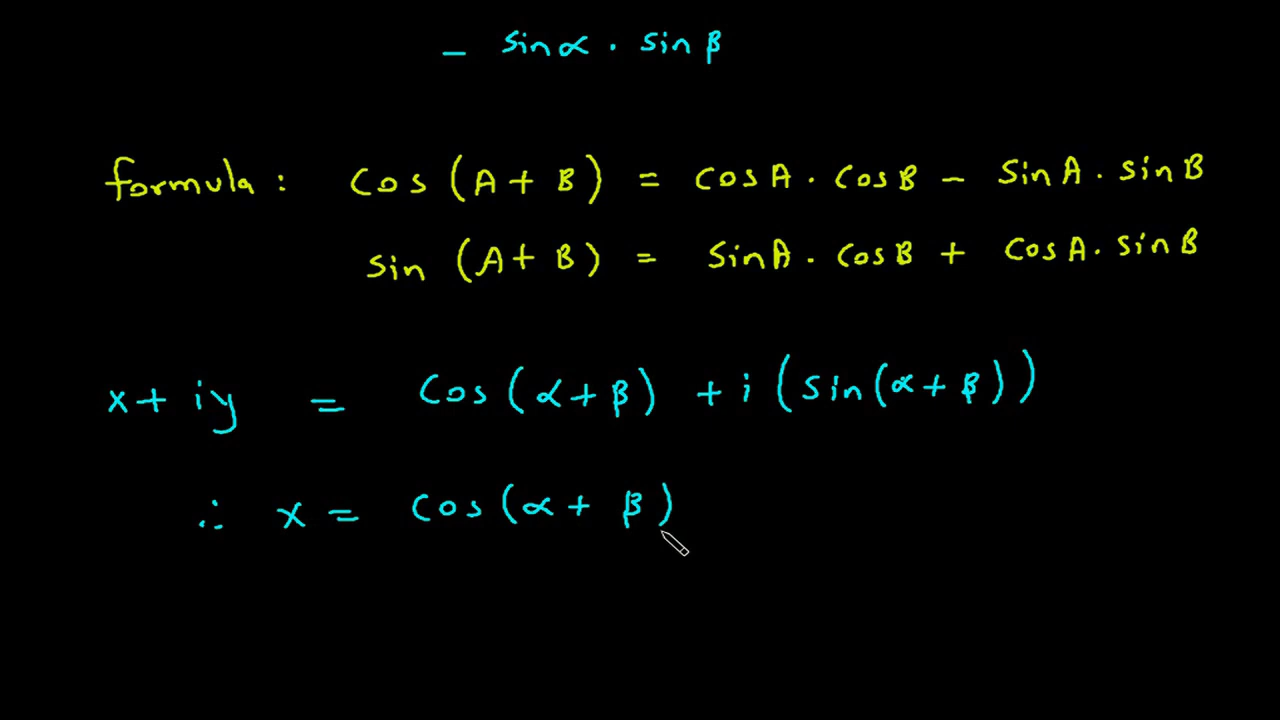 - sinα · sinβ
formula : cos (A + B) = cosA · cosB - sinA · sinB
sin (A + B) = sinA · cosB + cosA · sinB
x + iy = cos (α + β) + i (sin(α + β))
∴ x = cos (α + β)